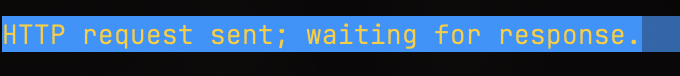 HTTP request sent; waiting for response.